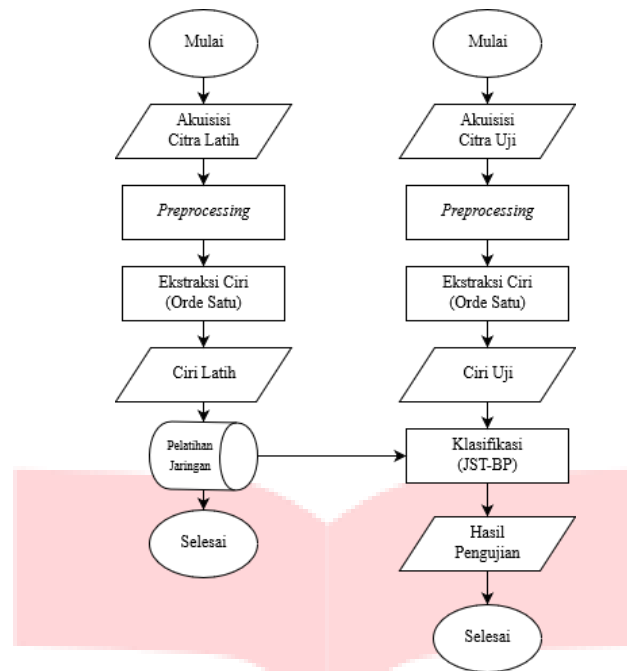 Mulai
Akuisisi
Citra Latih
Preprocessing
Ekstraksi Ciri
(Orde Satu)
Ciri Latih
Pelatihan
Jaringan
Selesai
Mulai
Akuisisi
Citra Uji
Preprocessing
Ekstraksi Ciri
(Orde Satu)
Ciri Uji
Klasifikasi
(JST-BP)
Hasil
Pengujian
Selesai